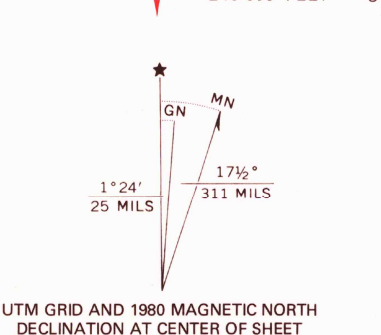 MN
GN
1°24'
25 MILS
17½°
311 MILS
UTM GRID AND 1980 MAGNETIC NORTH
DECLINATION AT CENTER OF SHEET